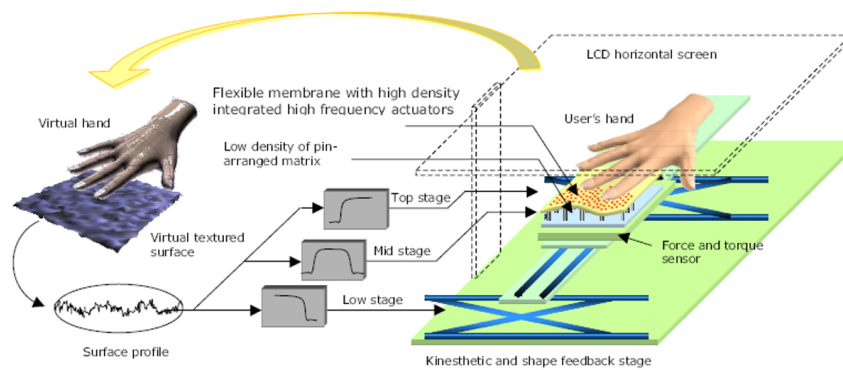 LCD horizontal screen
Flexible membrane with high density
integrated high frequency actuators
Virtual hand
User's hand
Low density of pin-
arranged matrix
Top stage
Virtual textured
surface
Mid stage
Force and torque
sensor
Low stage
Surface profile
Kinesthetic and shape feedback stage